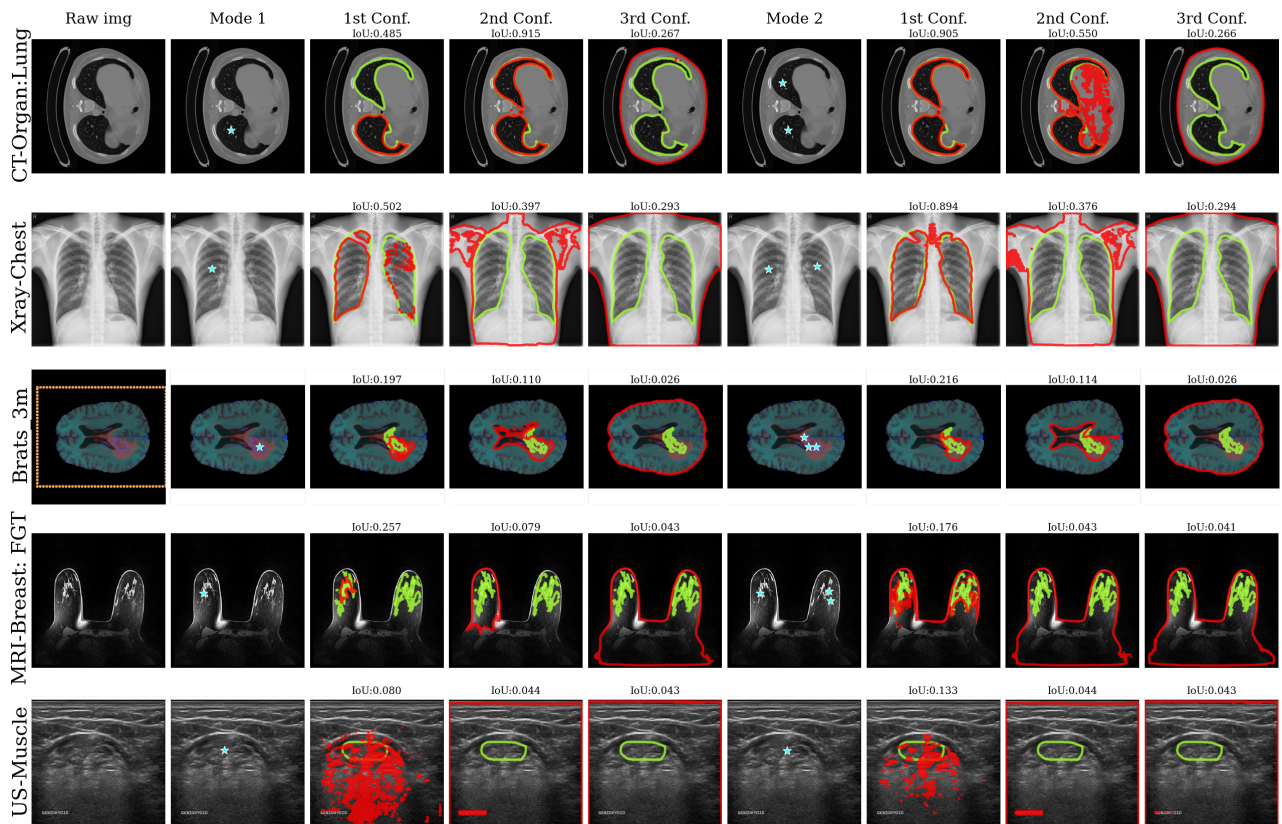 Raw img Mode 1 1st Conf. 2nd Conf. 3rd Conf. Mode 2 1st Conf. 2nd Conf. 3rd Conf.
IoU:0.485 IoU:0.915 IoU:0.267 IoU:0.905 IoU:0.550 IoU:0.266
CT-Organ:Lung
IoU:0.502 IoU:0.397 IoU:0.293 IoU:0.894 IoU:0.376 IoU:0.294
Xray-Chest
R R R R
IoU:0.197 IoU:0.110 IoU:0.026 IoU:0.216 IoU:0.114 IoU:0.026
Brats 3m
IoU:0.257 IoU:0.079 IoU:0.043 IoU:0.176 IoU:0.043 IoU:0.041
MRI-Breast: FGT
IoU:0.080 IoU:0.044 IoU:0.043 IoU:0.133 IoU:0.044 IoU:0.043
US-Muscle
GENIOHYOID GENIOHYOID GENIOHYOID GENIOHYOID GENIOHYOID GENIOHYOID